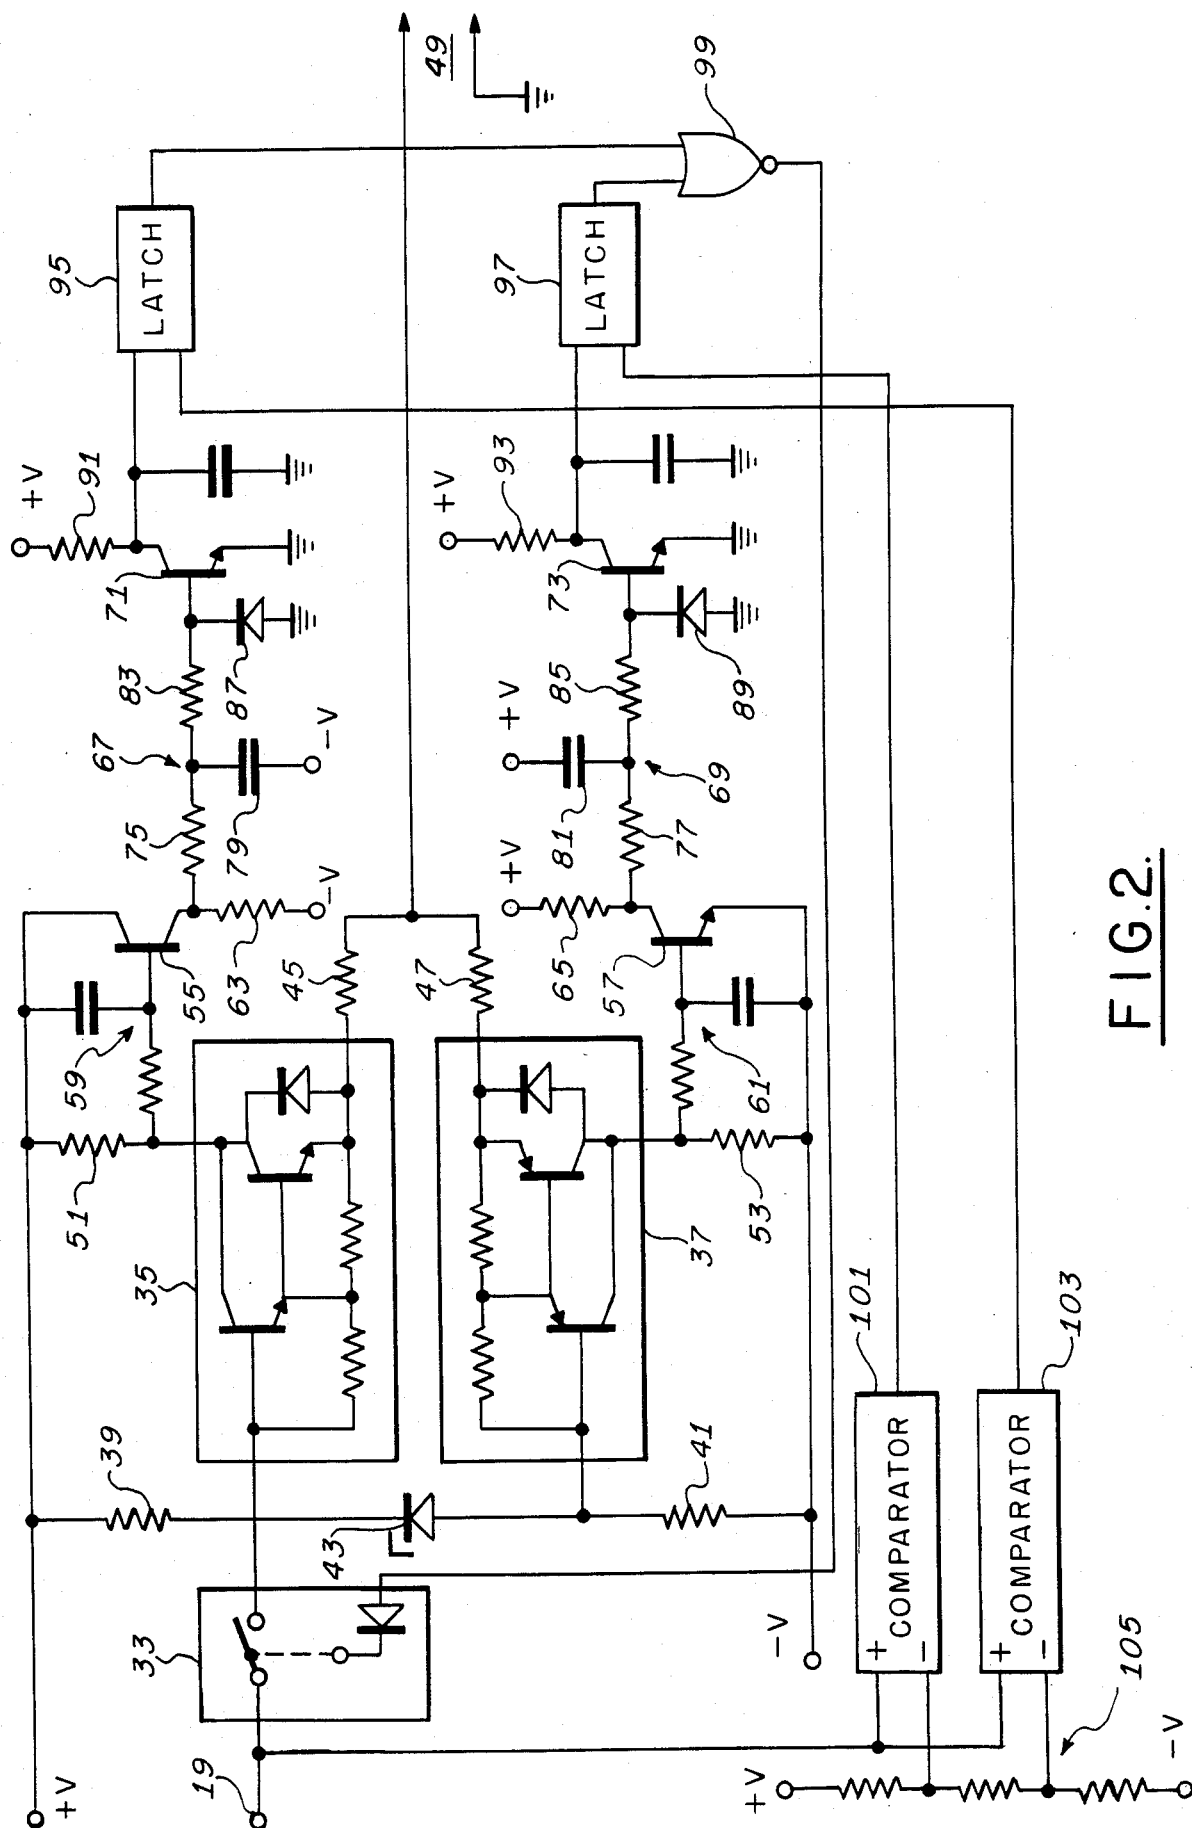 +V
19
33
39
43
41
-V
35
37
51
53
59
61
55
57
63
-V
65
+V
45
47
67
69
75
77
79
-V
81
+V
83
85
87
89
71
73
91
+V
93
+V
95
LATCH
97
LATCH
49
99
101
+
-
COMPARATOR
103
+
-
COMPARATOR
105
+V
-V
FIG.2.